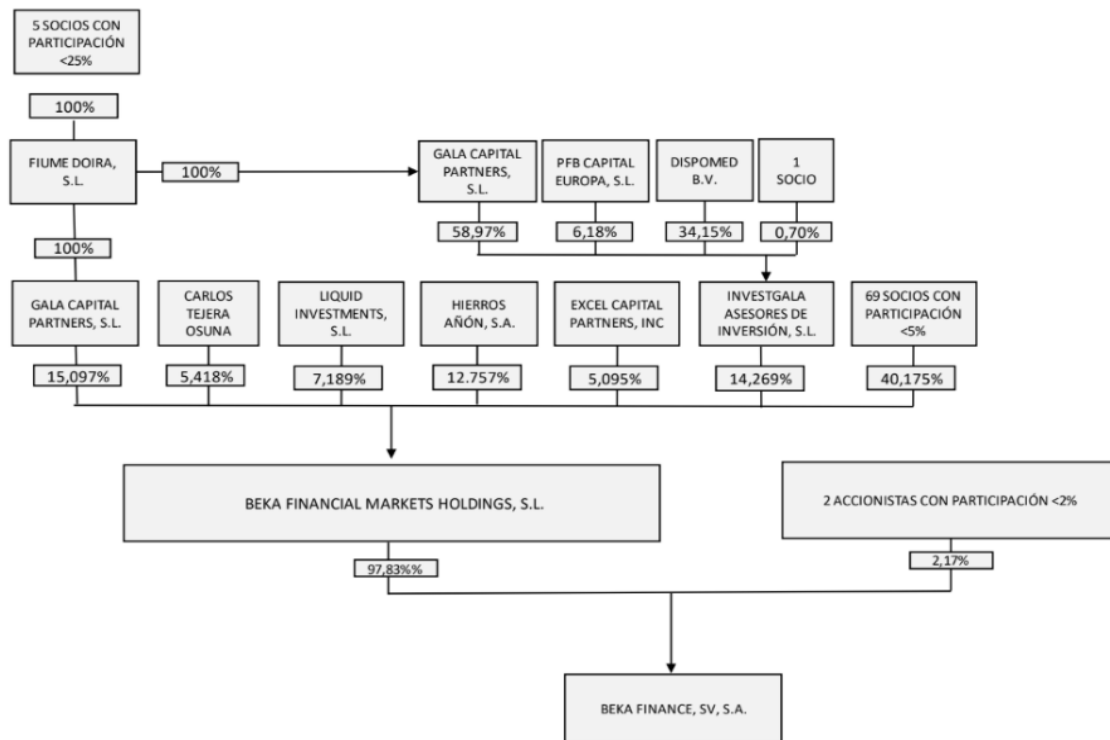 5 SOCIOS CON
PARTICIPACIÓN
<25%
100%
FIUME DOIRA,
S.L.
100%
GALA CAPITAL
PARTNERS,
S.L.
PFB CAPITAL
EUROPA, S.L.
DISPOMED
B.V.
1
SOCIO
58,97%
6,18%
34,15%
0,70%
100%
GALA CAPITAL
PARTNERS, S.L.
CARLOS
TEJERA
OSUNA
LIQUID
INVESTMENTS,
S.L.
HIERROS
AÑÓN, S.A.
EXCEL CAPITAL
PARTNERS, INC
INVESTGALA
ASESORES DE
INVERSIÓN, S.L.
69 SOCIOS CON
PARTICIPACIÓN
<5%
15,097%
5,418%
7,189%
12.757%
5,095%
14,269%
40,175%
BEKA FINANCIAL MARKETS HOLDINGS, S.L.
2 ACCIONISTAS CON PARTICIPACIÓN <2%
97,83%%
2,17%
BEKA FINANCE, SV, S.A.